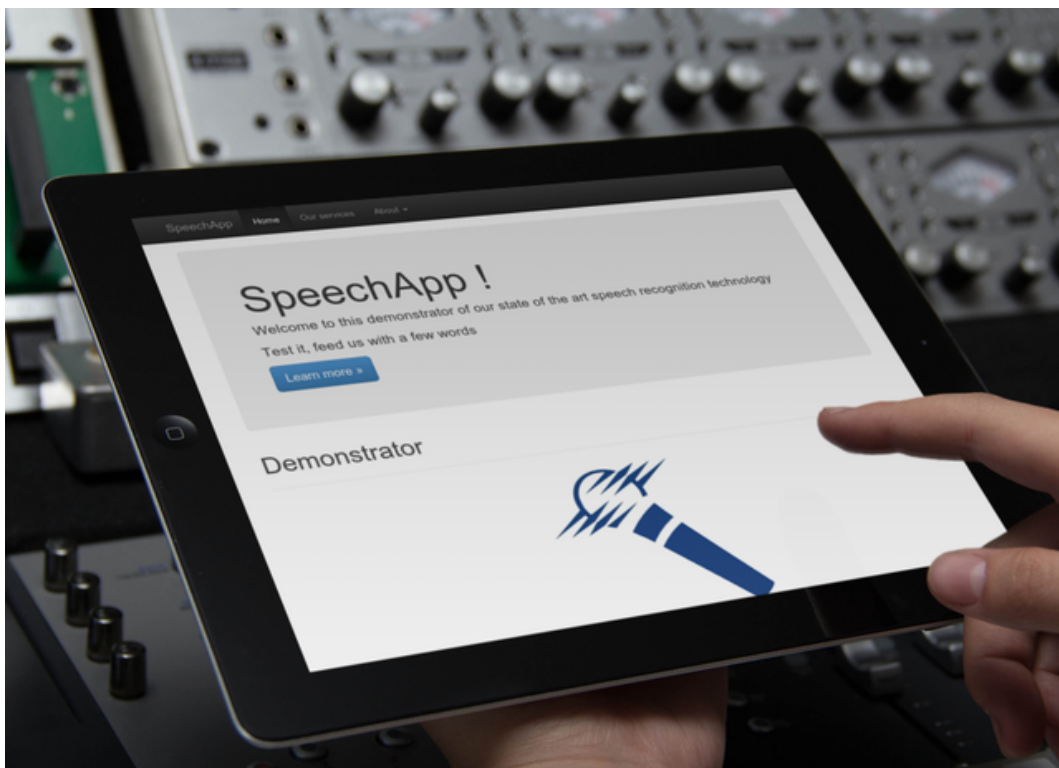 SpeechApp Home Our services About
SpeechApp !
Welcome to this demonstrator of our state of the art speech recognition technology
Test it, feed us with a few words
Learn more »
Demonstrator